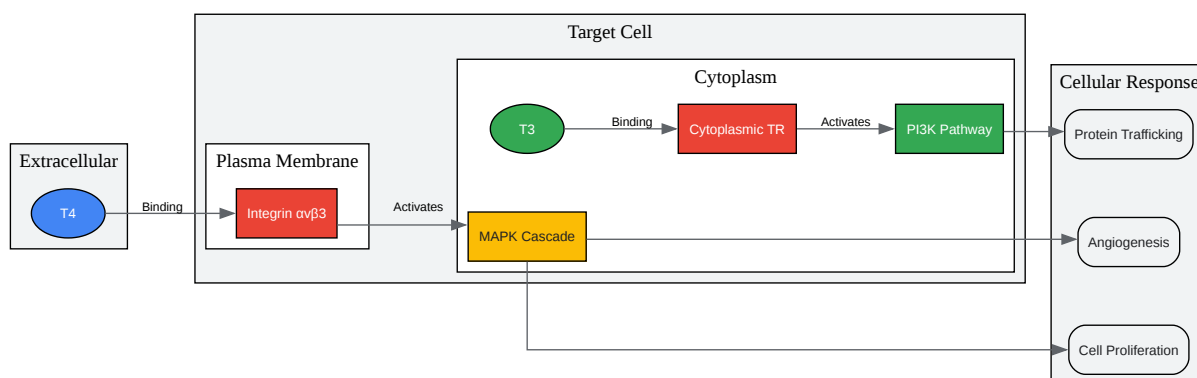 Target Cell
Cytoplasm
Cellular Response
T3
Binding
Cytoplasmic TR
Activates
PI3K Pathway
Protein Trafficking
Extracellular
Plasma Membrane
T4
Binding
Integrin αvβ3
Activates
MAPK Cascade
Angiogenesis
Cell Proliferation